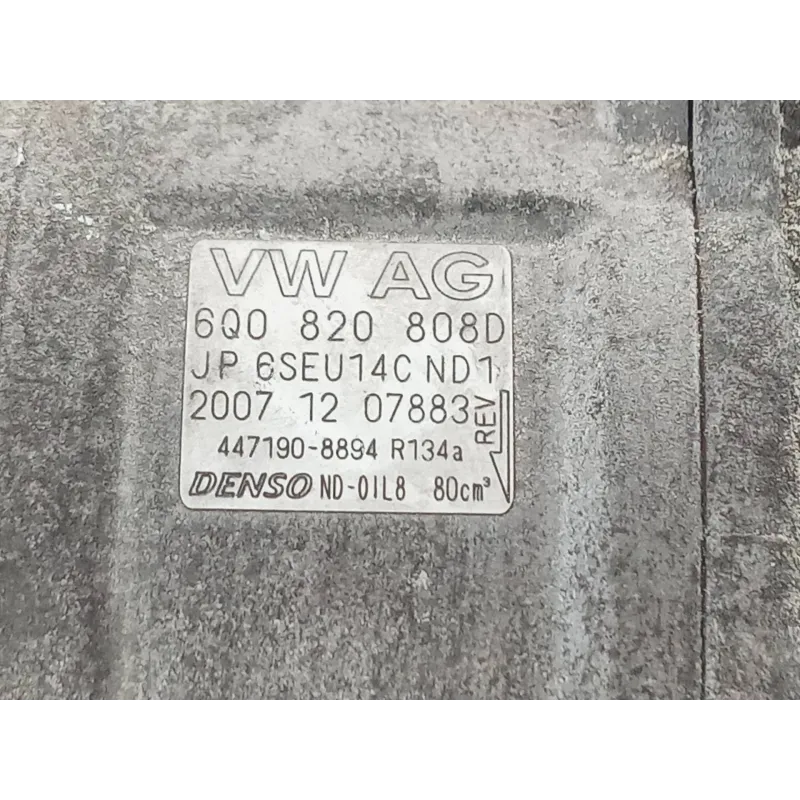 VW AG
6Q0 820 808D
JP 6SEU14C ND1
2007 12 07883
REV
447190-8894 R134a
DENSO ND-OIL8 80cm³